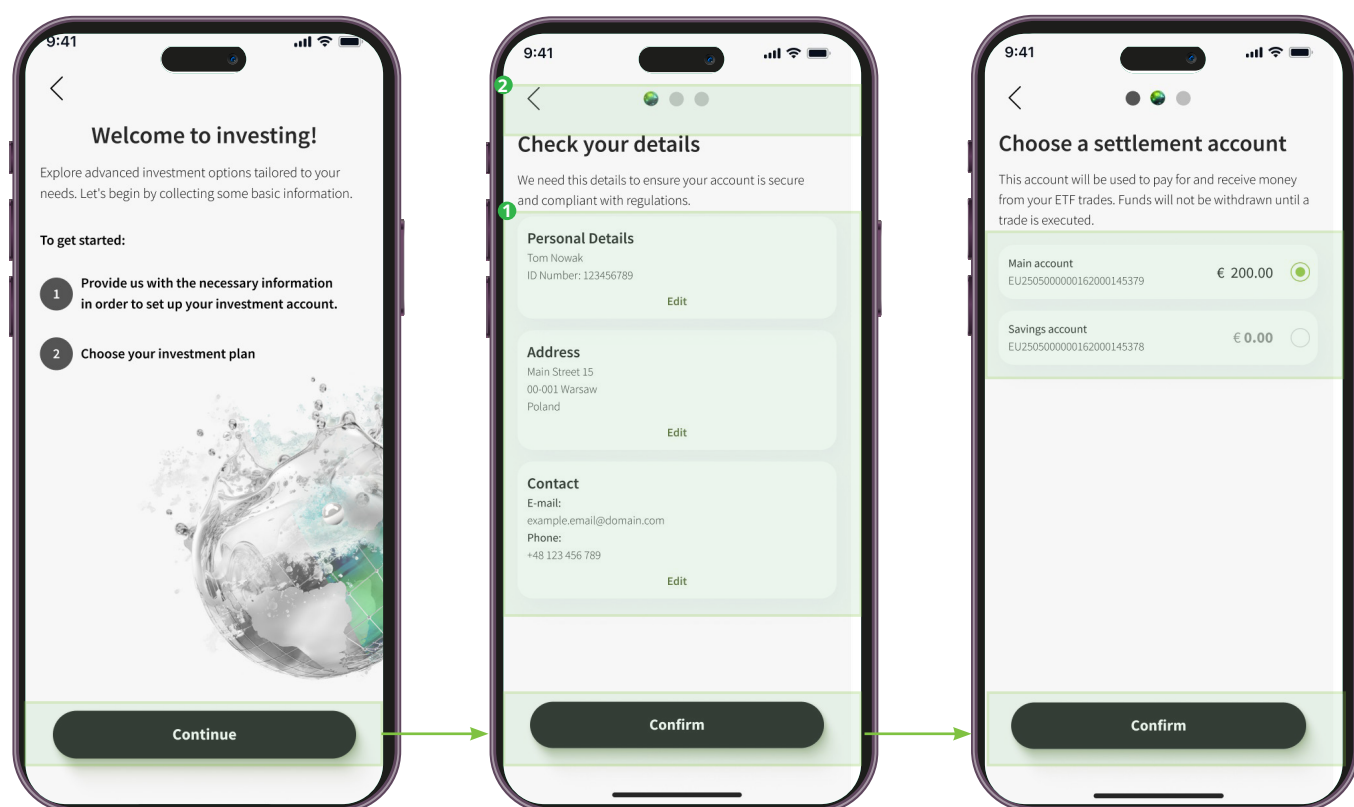 9:41
Welcome to investing!
Explore advanced investment options tailored to your
needs. Let's begin by collecting some basic information.
To get started:
1
Provide us with the necessary information
in order to set up your investment account.
2
Choose your investment plan
Continue
9:41
2
Check your details
We need this details to ensure your account is secure
and compliant with regulations.
1
Personal Details
Tom Nowak
ID Number: 123456789
Edit
Address
Main Street 15
00-001 Warsaw
Poland
Edit
Contact
E-mail:
example.email@domain.com
Phone:
+48 123 456 789
Edit
Confirm
9:41
Choose a settlement account
This account will be used to pay for and receive money
from your ETF trades. Funds will not be withdrawn until a
trade is executed.
Main account
EU2505000000162000145379
€ 200.00
Savings account
EU2505000000162000145378
€ 0.00
Confirm